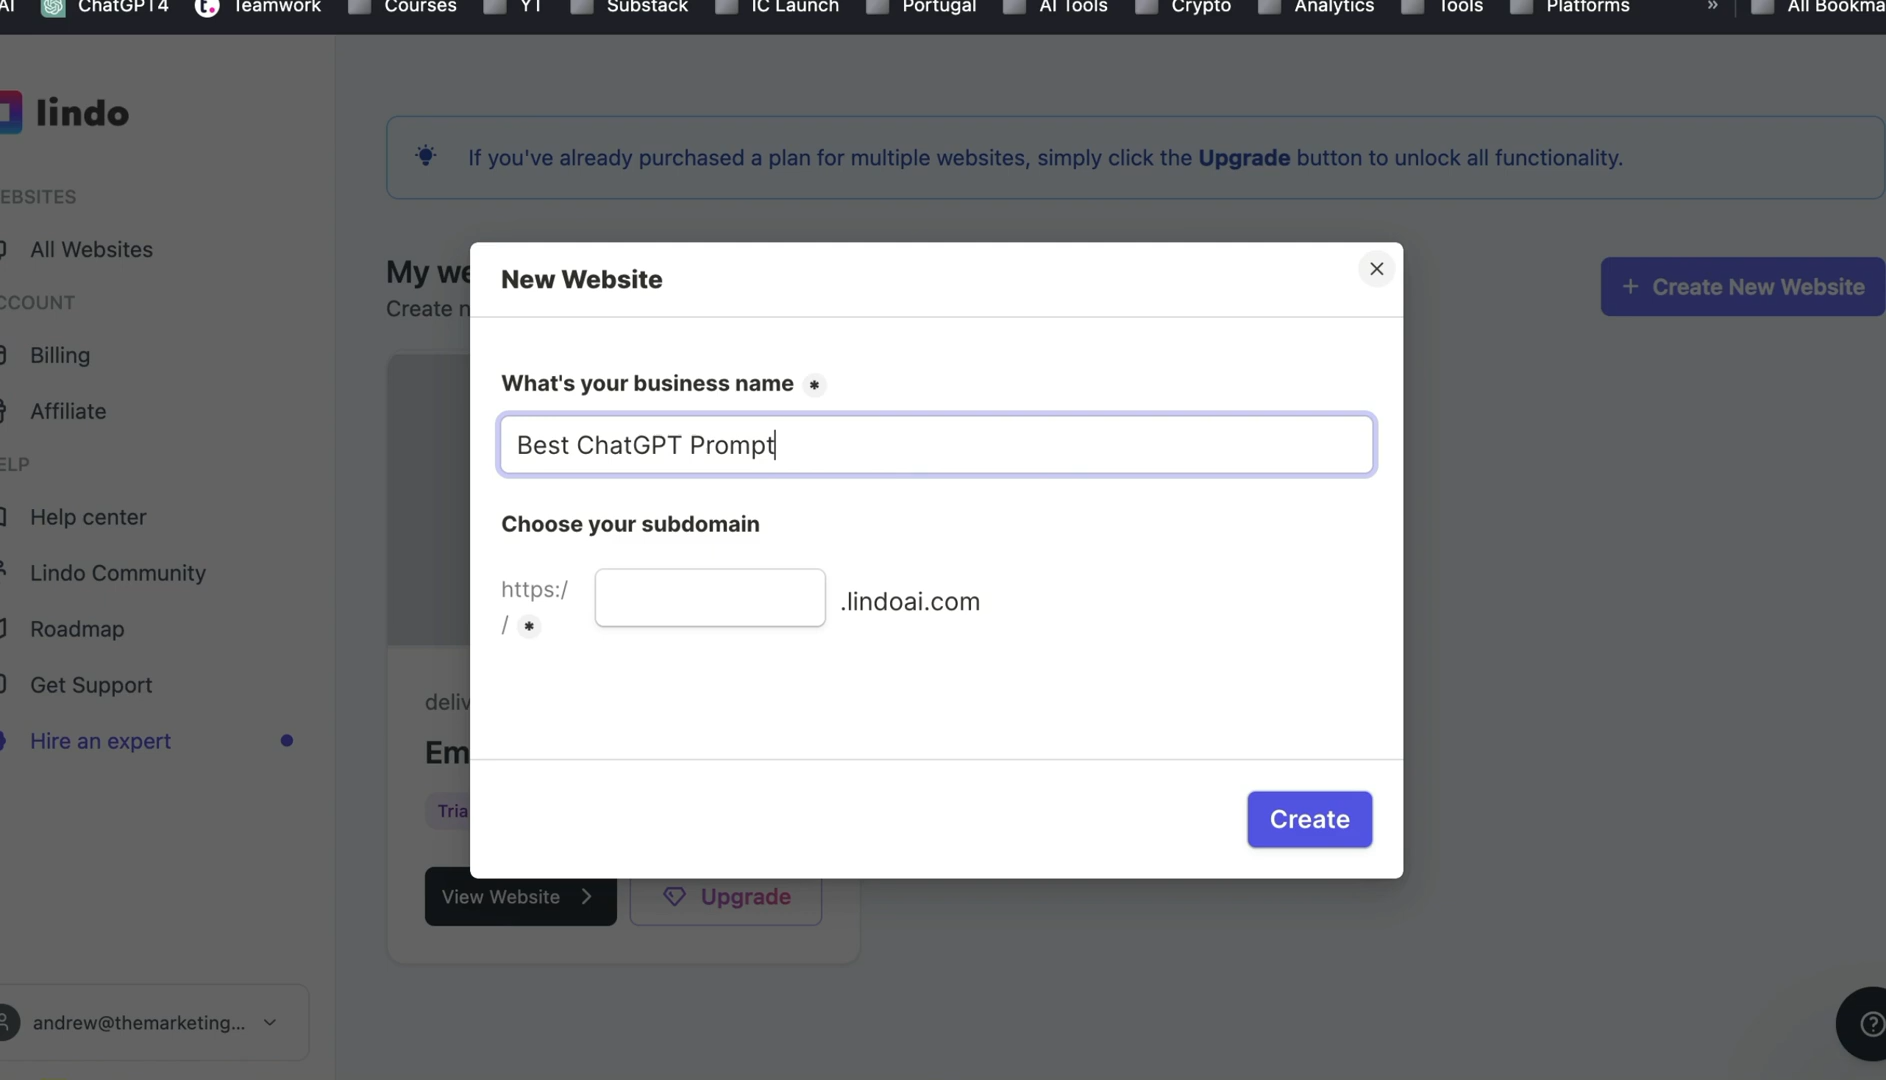 AI ChatGPT4 Teamwork Courses YT Substack IC Launch Portugal AI Tools Crypto Analytics Tools Platforms » All Bookma
lindo
If you've already purchased a plan for multiple websites, simply click the Upgrade button to unlock all functionality.
EBSITES
All Websites
CCOUNT
Billing
Affiliate
ELP
Help center
Lindo Community
Roadmap
Get Support
Hire an expert
andrew@themarketing...
My we
Create n
+ Create New Website
New Website
What's your business name *
Best ChatGPT Prompt
Choose your subdomain
https:/
/ *
.lindoai.com
Create
deliv
Em
Tria
View Website
Upgrade